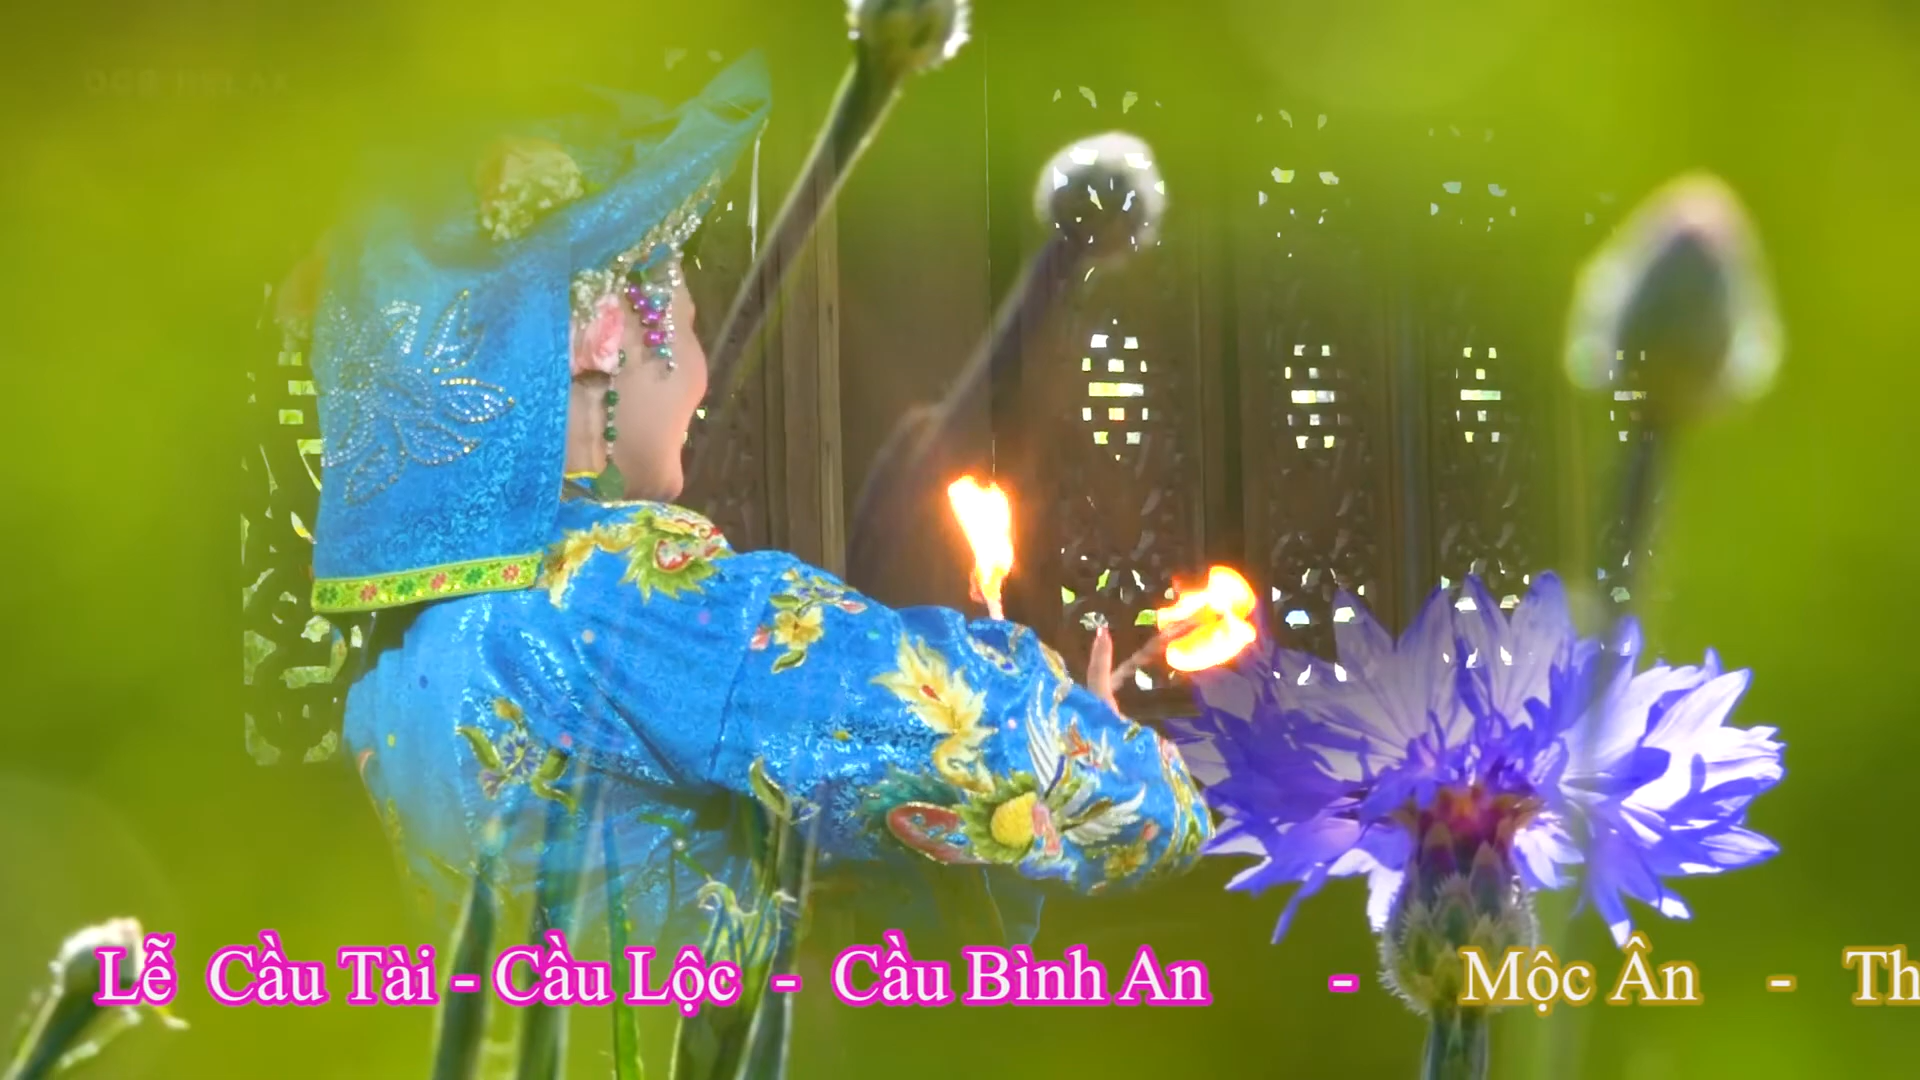 Lễ Cầu Tài - Cầu Lộc - Cầu Bình An - Mộc Ân - Th